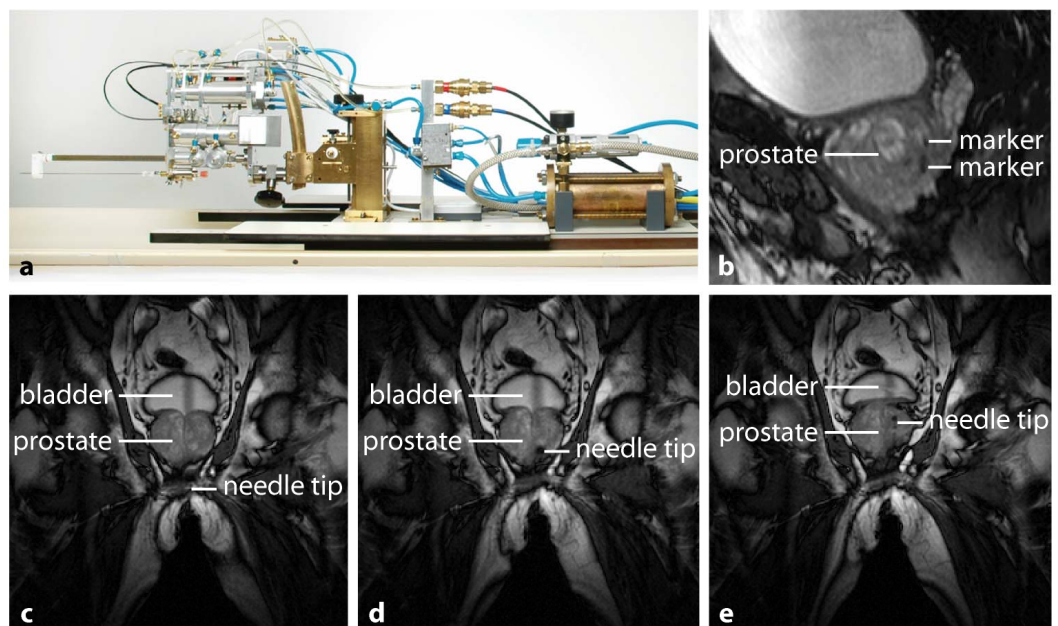 a
prostate
marker
marker
b
bladder
prostate
needle tip
c
bladder
prostate
needle tip
d
bladder
prostate
needle tip
e